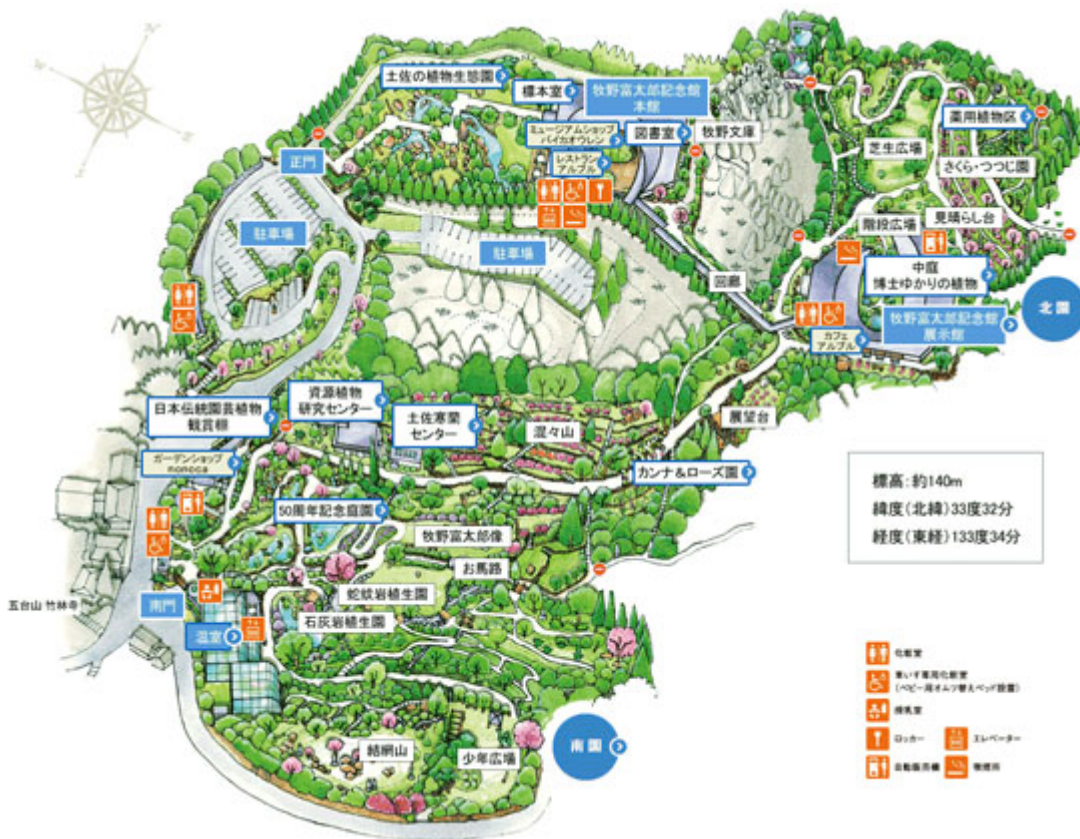 土佐の植物生態園
標本室
牧野富太郎記念館
本館
ミュージアムショップ
バイカオウレン
図書室
牧野文庫
レストラン
アルブル
正門
駐車場
駐車場
薬用植物区
芝生広場
さくら・つつじ園
見晴らし台
階段広場
中庭
博士ゆかりの植物
回廊
北園
牧野富太郎記念館
展示館
カフェ
アルブル
展望台
資源植物
研究センター
日本伝統園芸植物
観賞棚
土佐寒蘭
センター
混々山
カンナ&ローズ園
ガーデンショップ
nonoca
50周年記念庭園
牧野富太郎像
お馬路
蛇紋岩植生園
石灰岩植生園
五台山 竹林寺
南門
温室
結網山
少年広場
南園
標高:約140m
緯度(北緯)33度32分
経度(東経)133度34分
化粧室
車いす専用化粧室
(ベビー用オムツ替えベッド設置)
授乳室
ロッカー
エレベーター
自動販売機
喫煙所